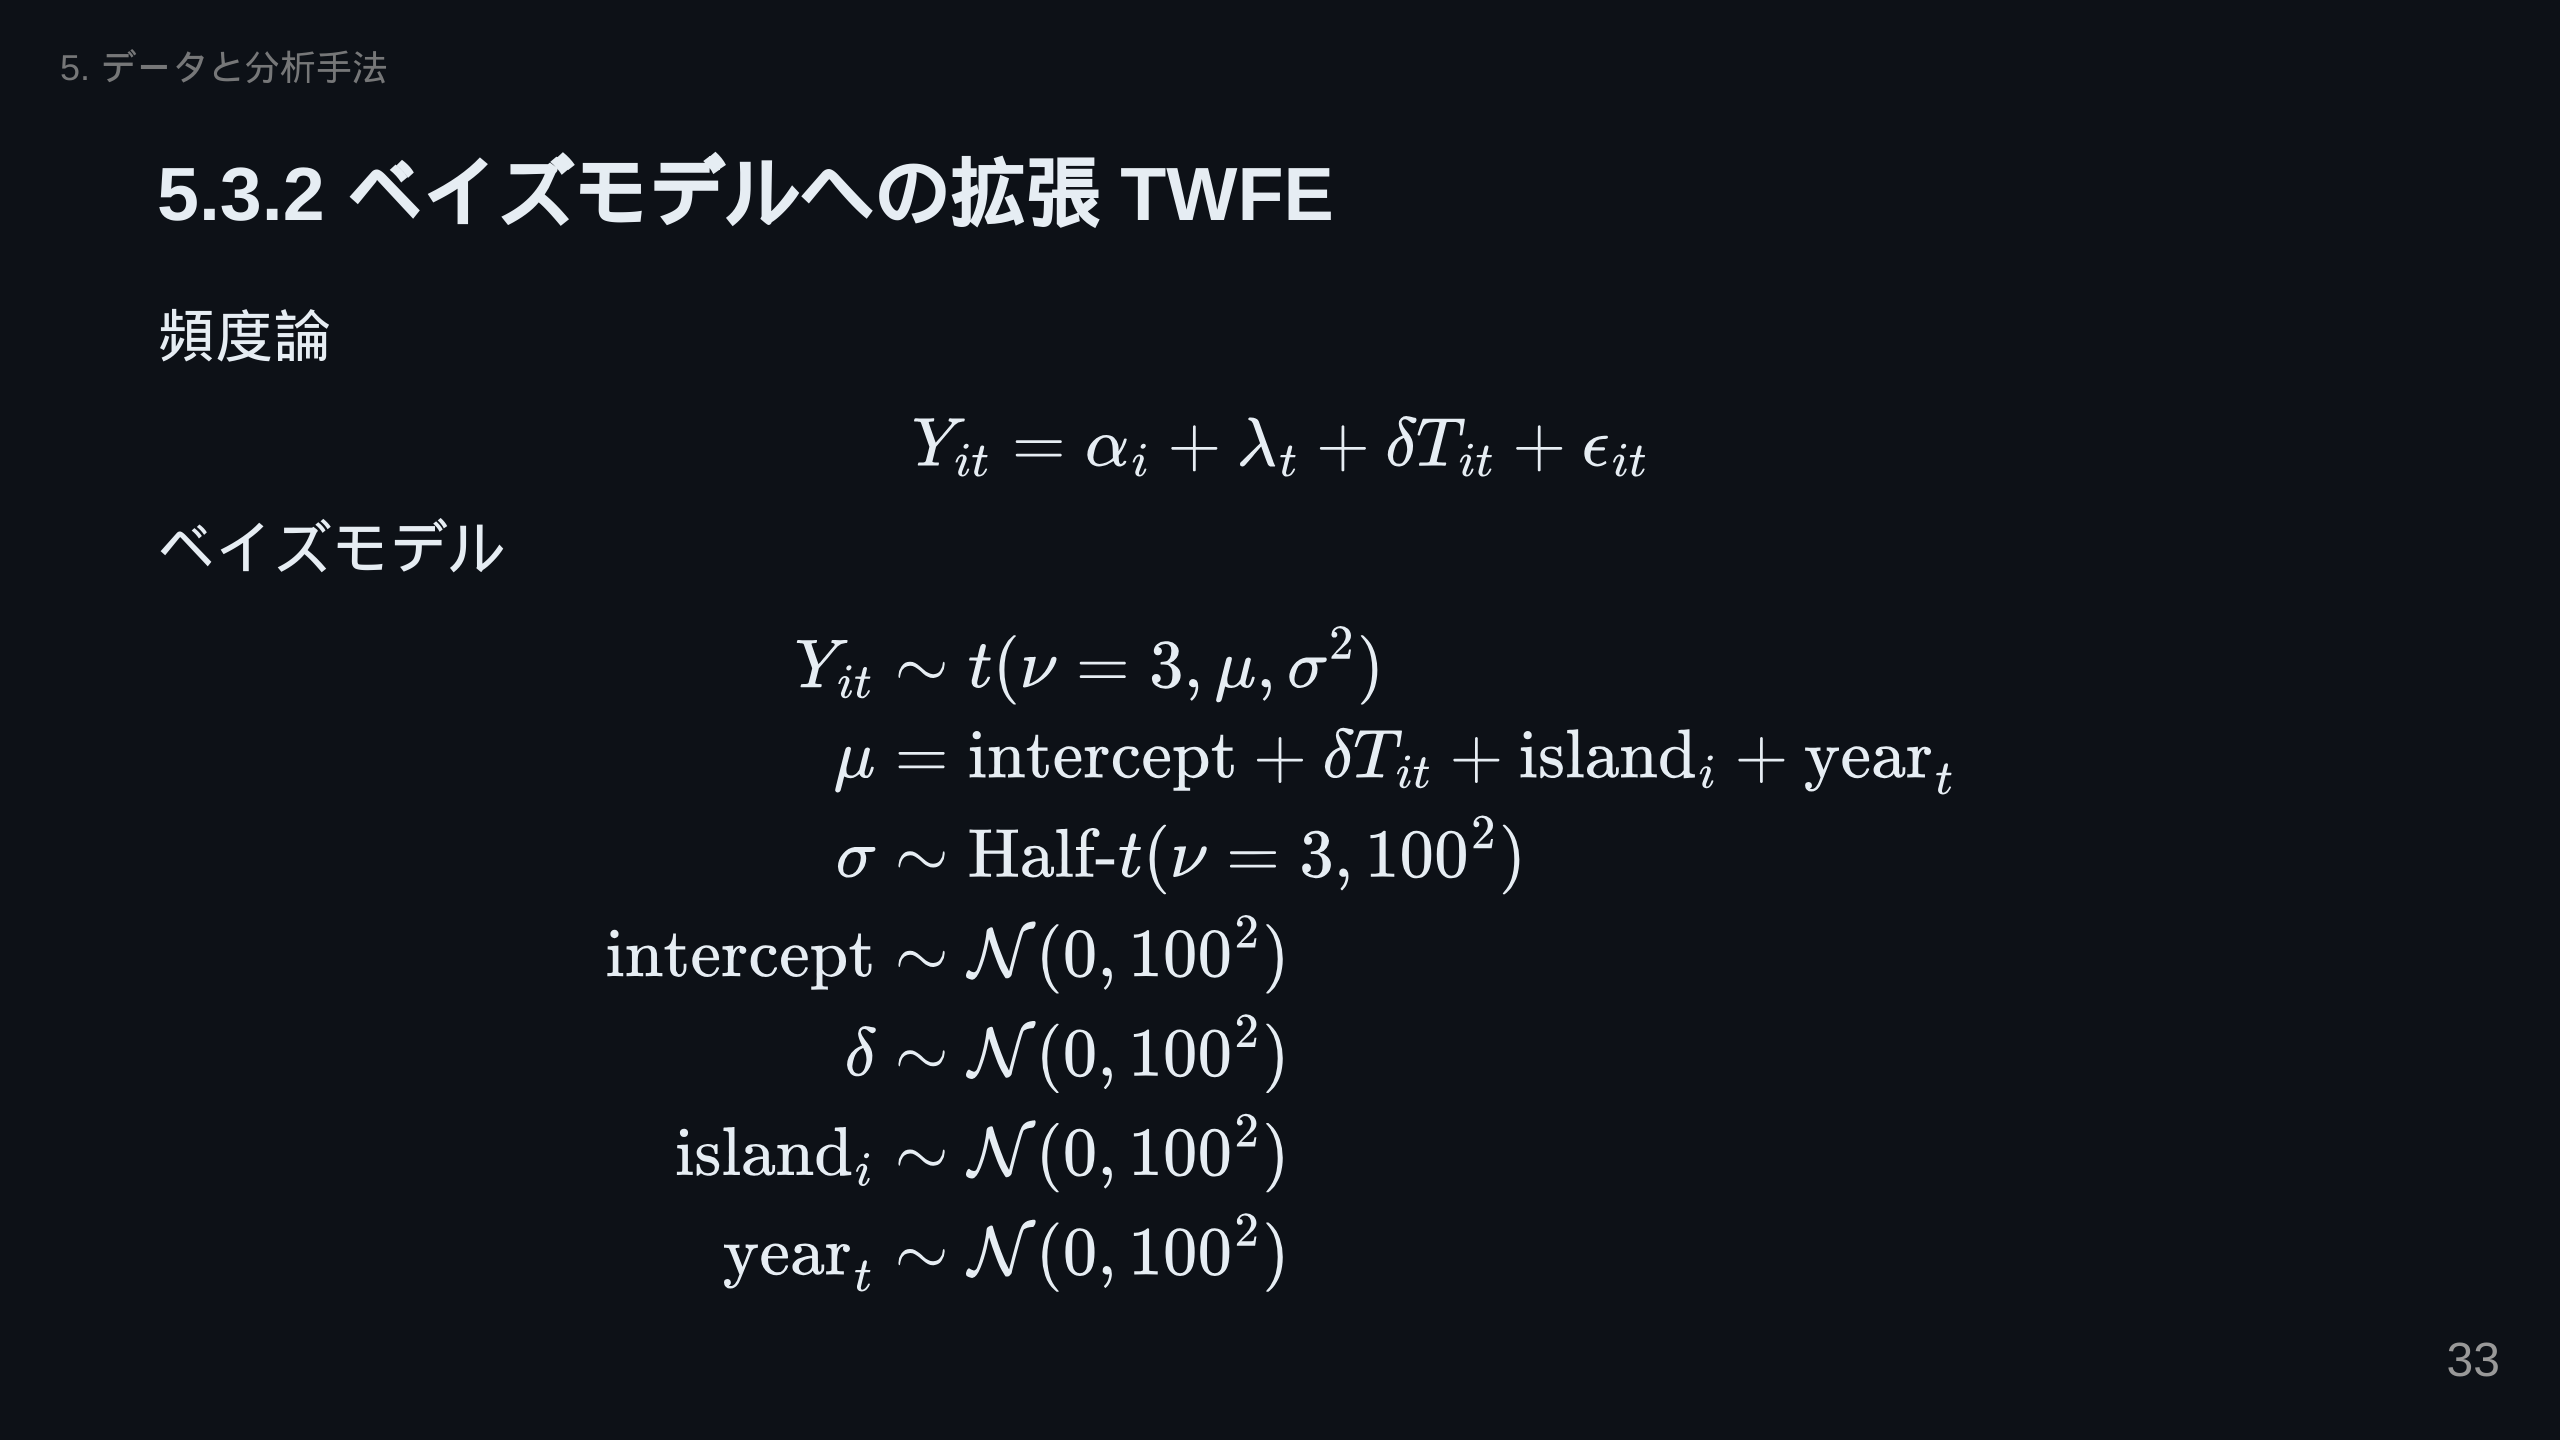 5. データと分析手法
5.3.2 ベイズモデルへの拡張 TWFE
頻度論
Y_{it} = α_i + λ_t + δT_{it} + ϵ_{it}
ベイズモデル
Y_{it} ∼ t(ν = 3, μ, σ^2)
μ = intercept + δT_{it} + island_i + year_t
σ ∼ Half-t(ν = 3, 100^2)
intercept ∼ 𝒩(0, 100^2)
δ ∼ 𝒩(0, 100^2)
island_i ∼ 𝒩(0, 100^2)
year_t ∼ 𝒩(0, 100^2)
33